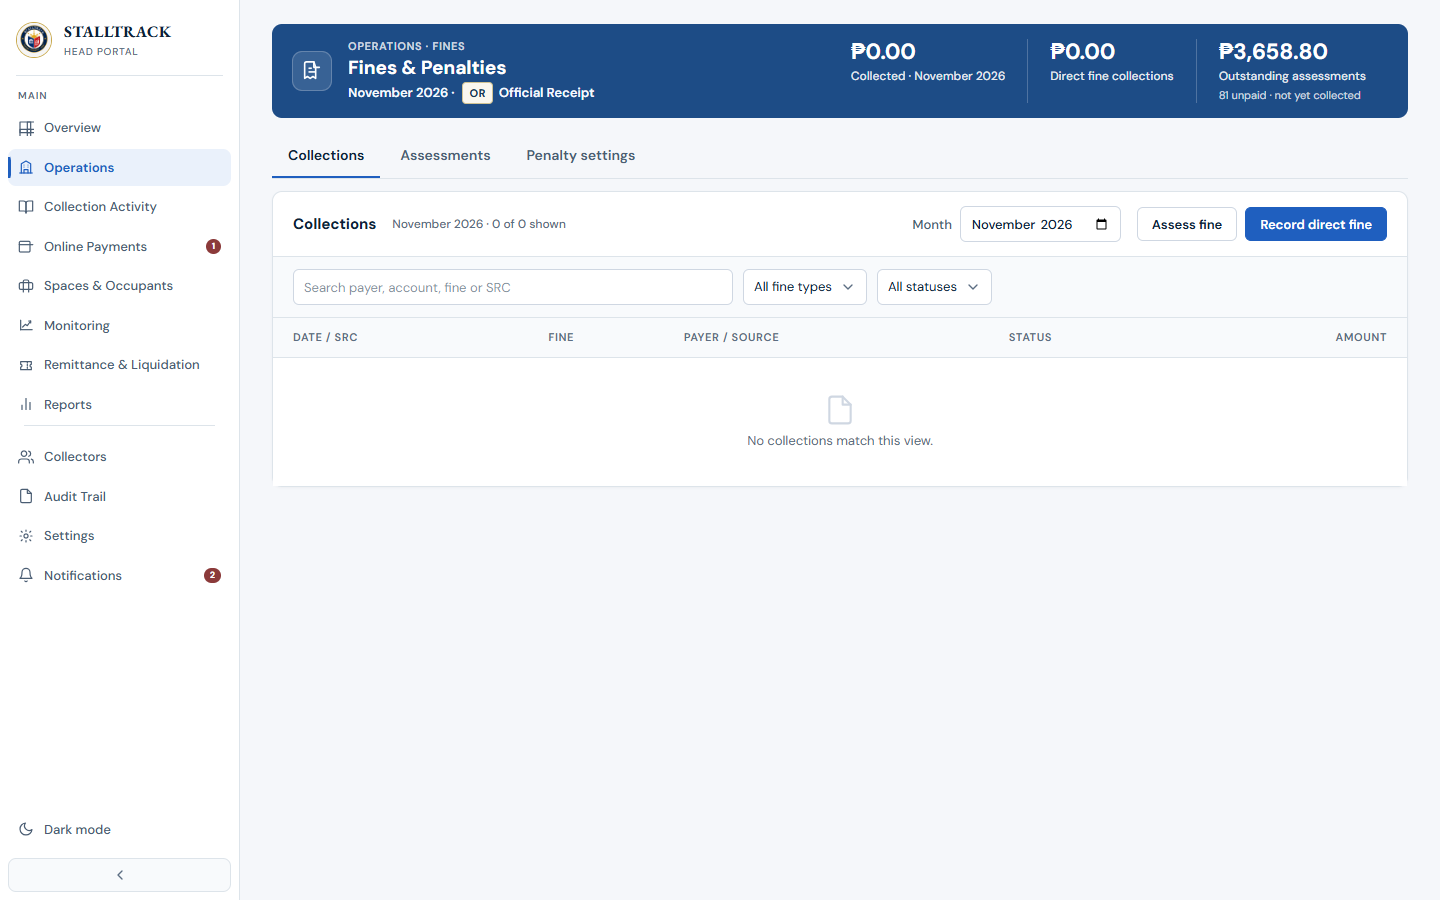 STALLTRACK
HEAD PORTAL
MAIN
Overview
Operations
Collection Activity
Online Payments 1
Spaces & Occupants
Monitoring
Remittance & Liquidation
Reports
Collectors
Audit Trail
Settings
Notifications 2
Dark mode
OPERATIONS · FINES
Fines & Penalties
November 2026 · OR Official Receipt
₱0.00
Collected · November 2026
₱0.00
Direct fine collections
₱3,658.80
Outstanding assessments
81 unpaid · not yet collected
Collections Assessments Penalty settings
Collections November 2026 · 0 of 0 shown Month November 2026 Assess fine Record direct fine
Search payer, account, fine or SRC All fine types All statuses
DATE / SRC FINE PAYER / SOURCE STATUS AMOUNT
No collections match this view.